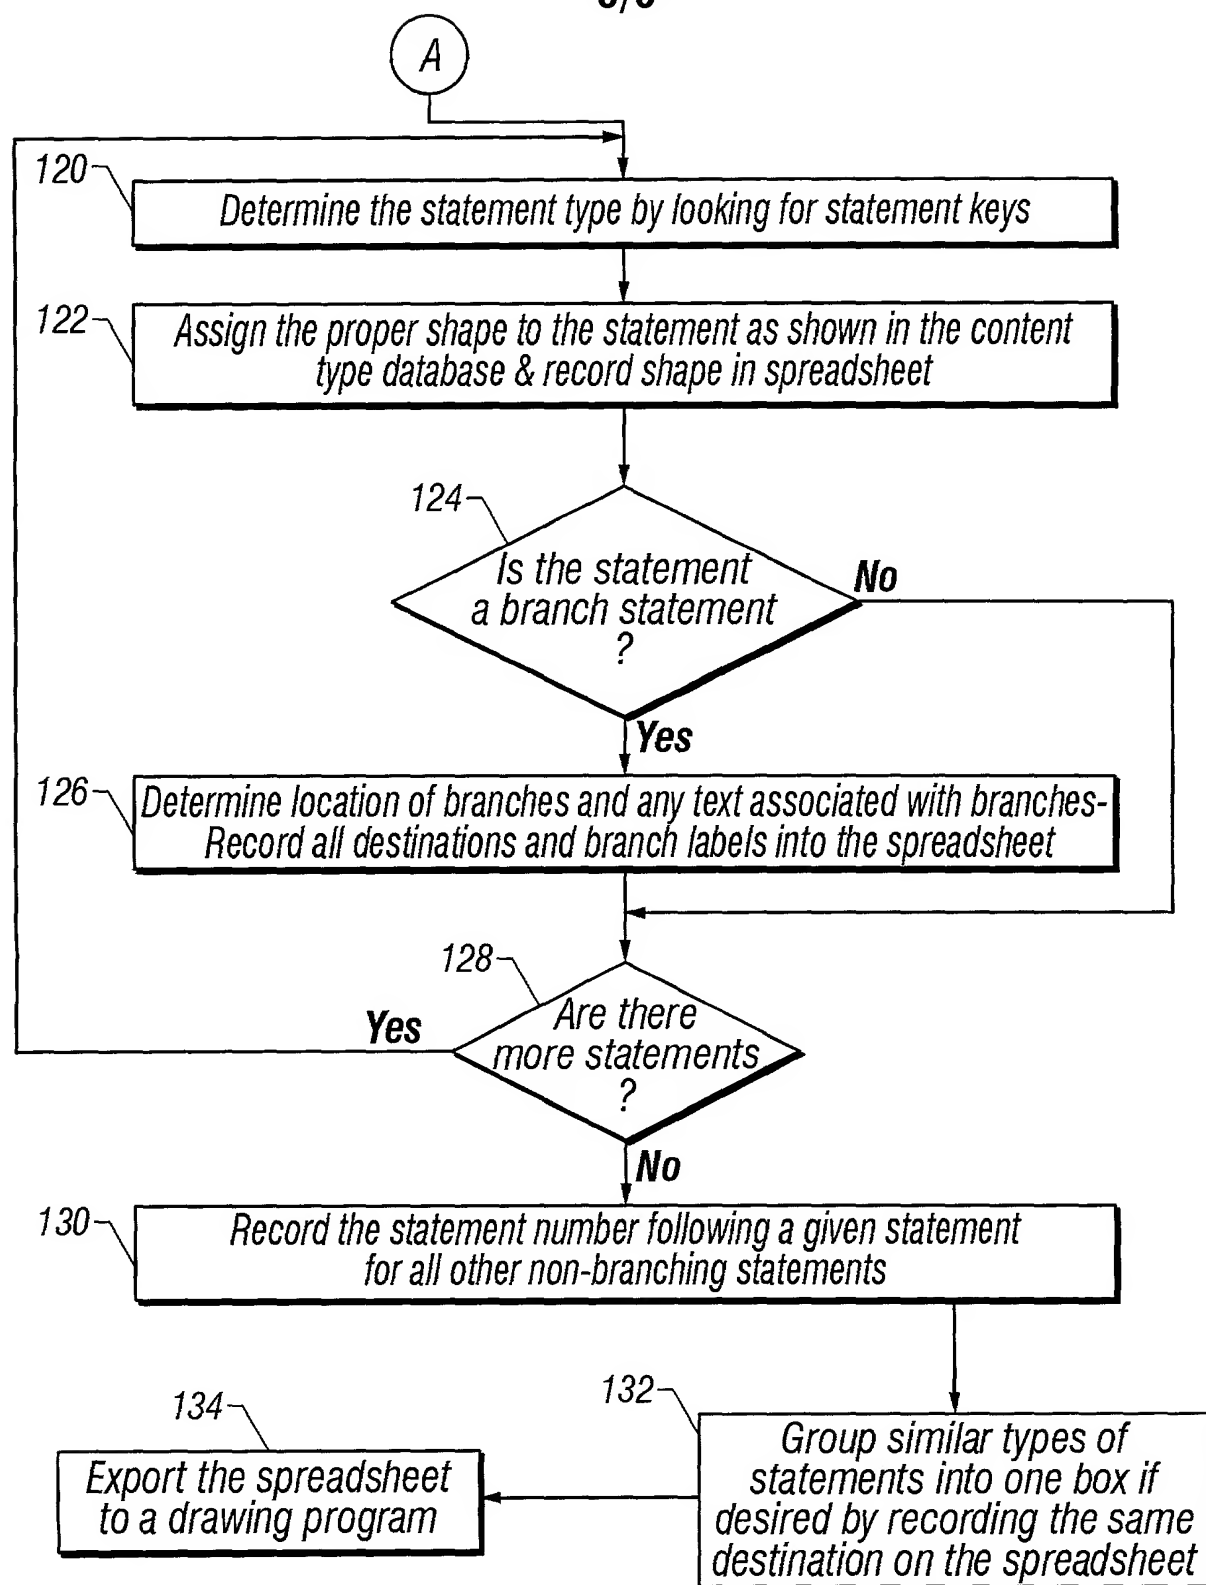 A
120
Determine the statement type by looking for statement keys
122
Assign the proper shape to the statement as shown in the content
type database & record shape in spreadsheet
124
Is the statement
a branch statement
?
No
Yes
126
Determine location of branches and any text associated with branches-
Record all destinations and branch labels into the spreadsheet
128
Are there
more statements
?
Yes
No
130
Record the statement number following a given statement
for all other non-branching statements
132
Group similar types of
statements into one box if
desired by recording the same
destination on the spreadsheet
134
Export the spreadsheet
to a drawing program